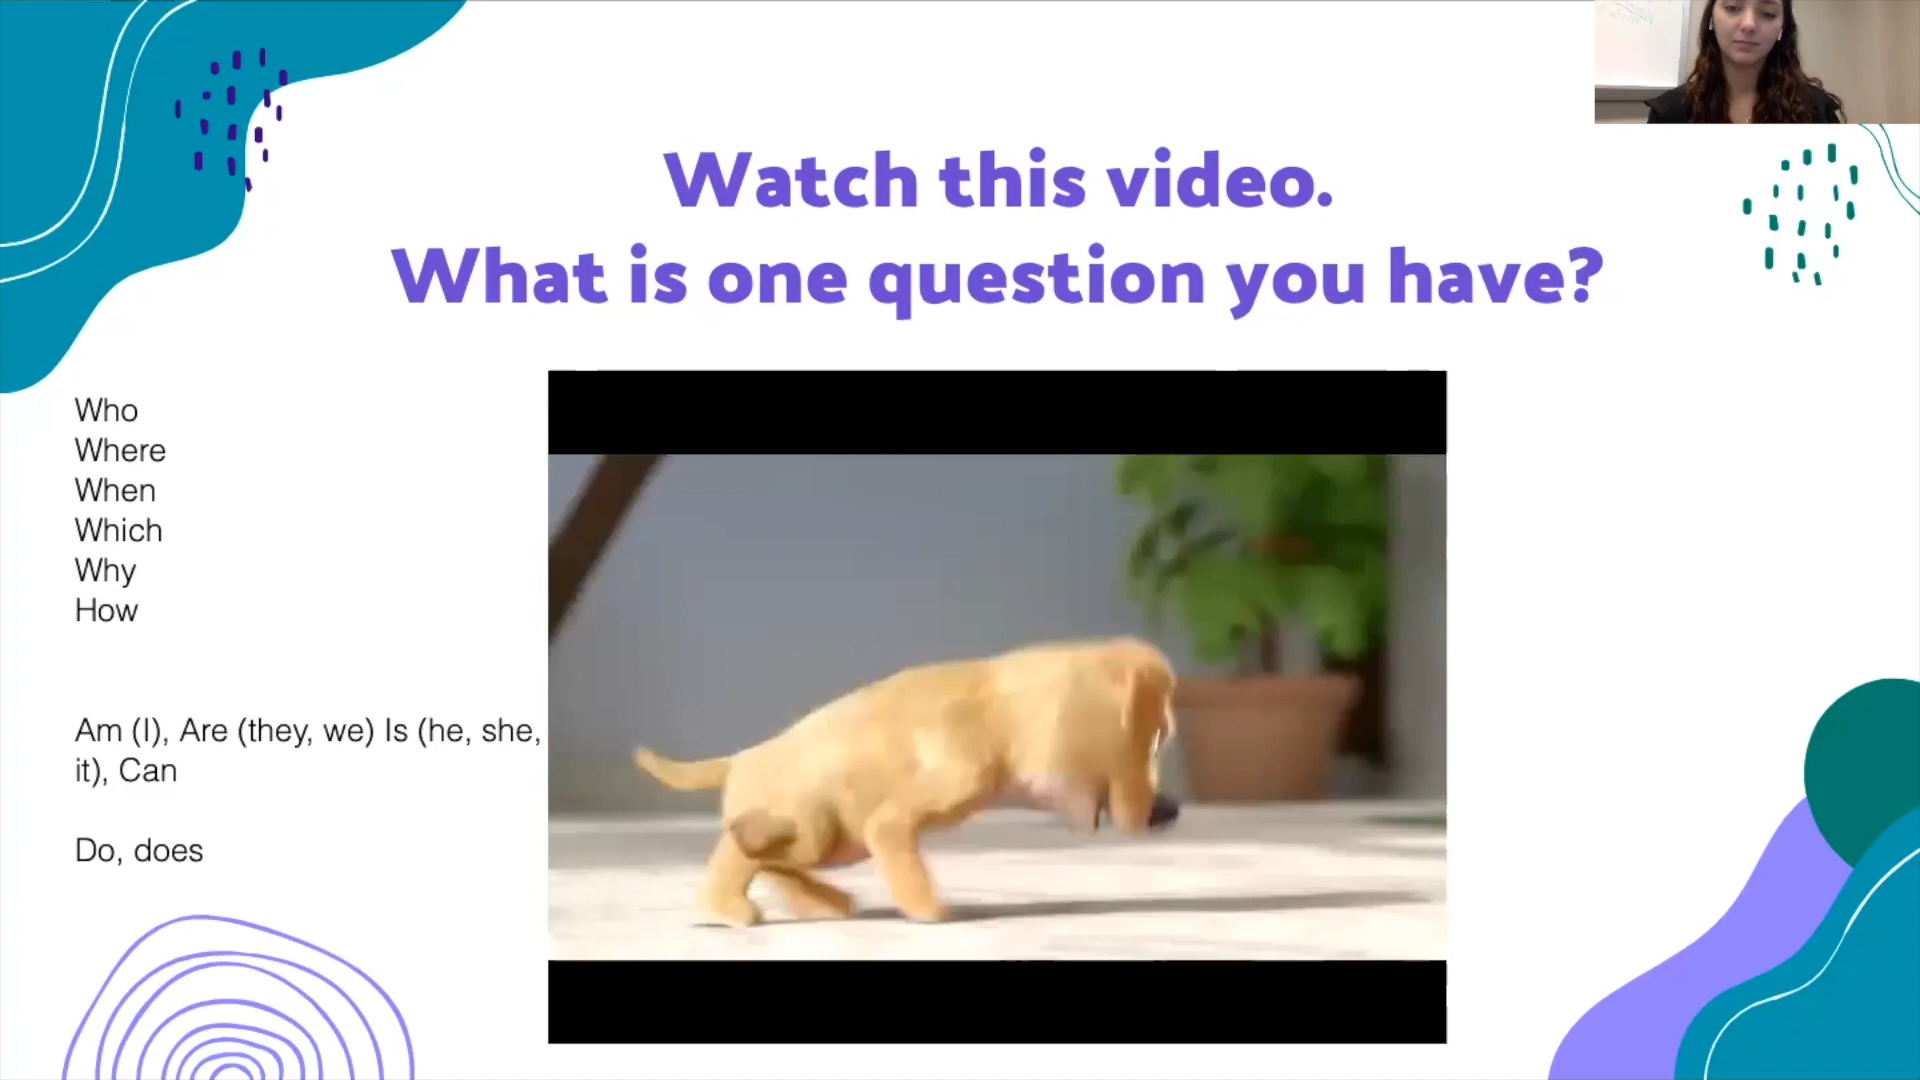 Watch this video.
What is one question you have?
Who
Where
When
Which
Why
How
Am (I), Are (they, we) Is (he, she,
it), Can
Do, does